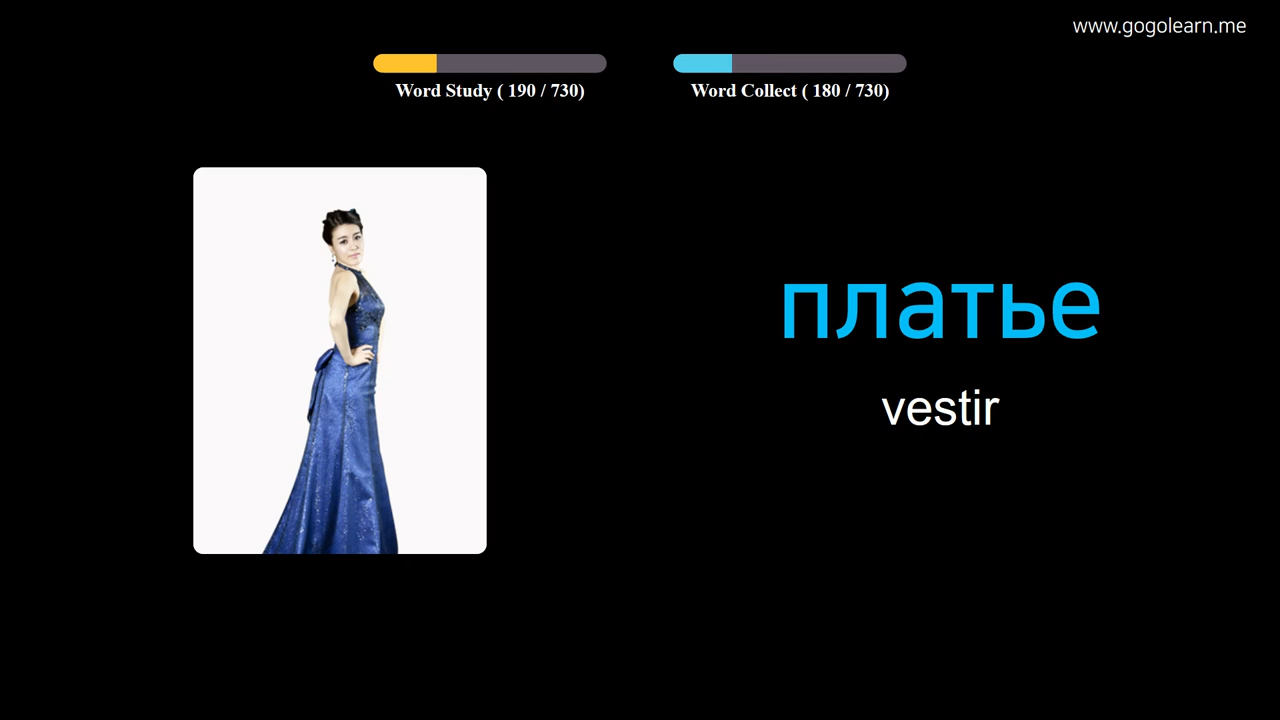 www.gogolearn.me
Word Study ( 190 / 730)
Word Collect ( 180 / 730)
платье
vestir